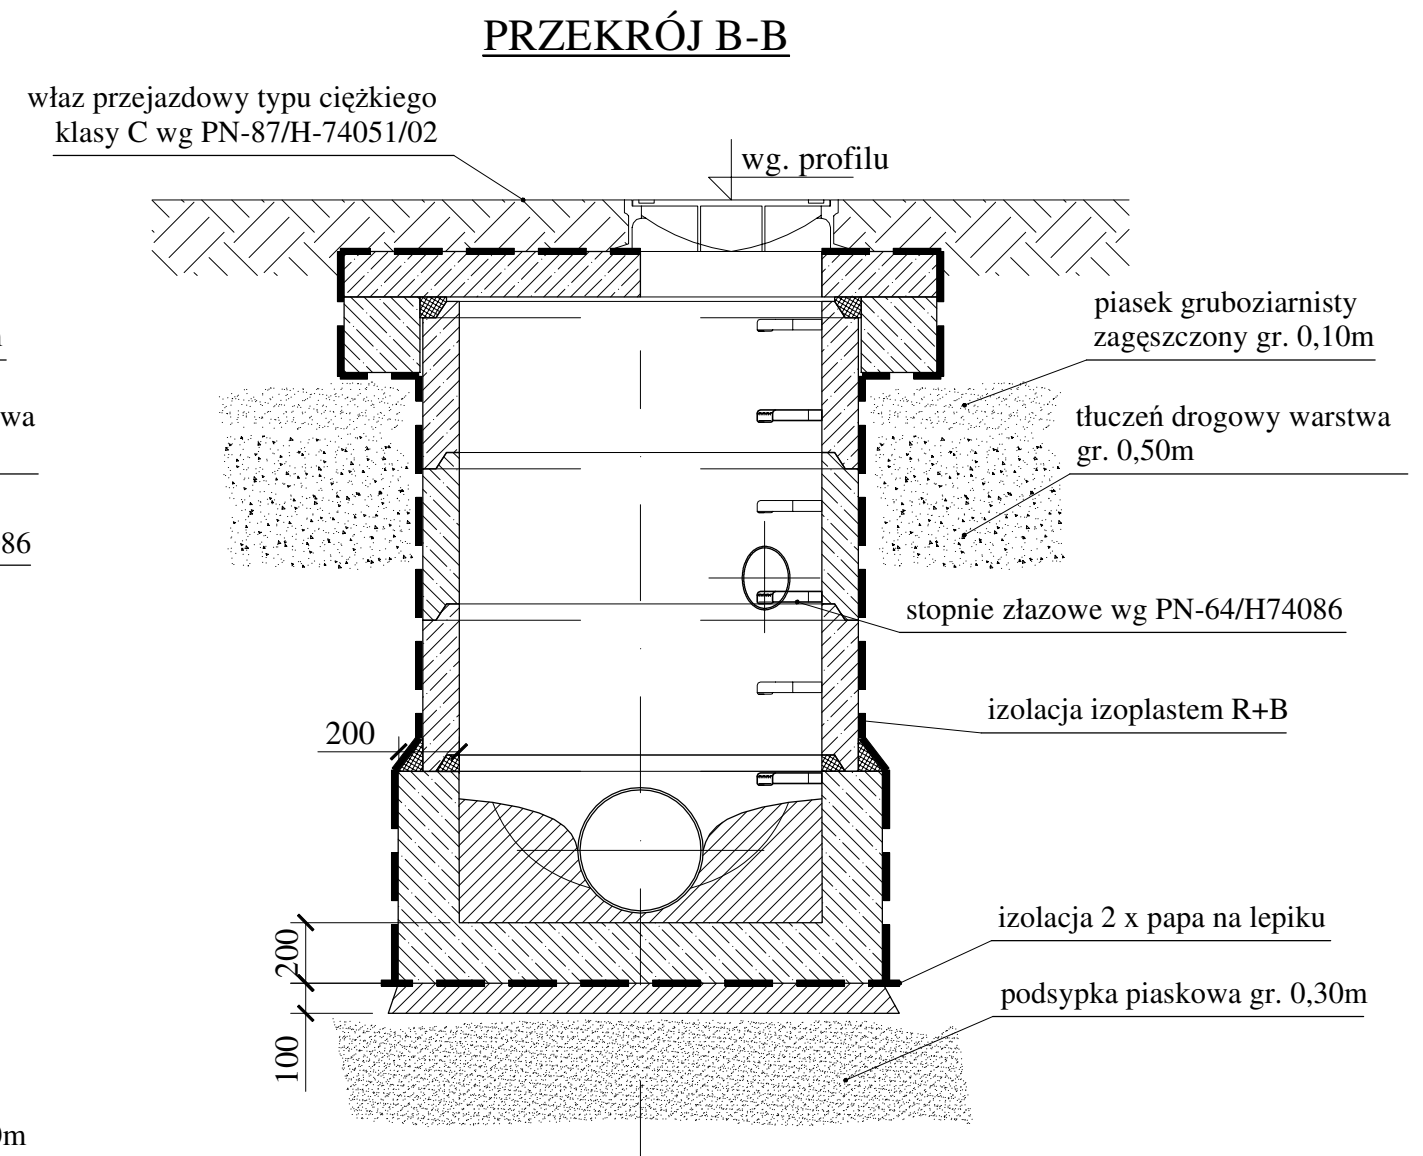 PRZEKRÓJ B-B
właz przejazdowy typu ciężkiego
klasy C wg PN-87/H-74051/02
wg. profilu
piasek gruboziarnisty
zagęszczony gr. 0,10m
tłuczeń drogowy warstwa
gr. 0,50m
wa
86
stopnie złazowe wg PN-64/H74086
izolacja izoplastem R+B
200
izolacja 2 x papa na lepiku
200
podsypka piaskowa gr. 0,30m
100
m